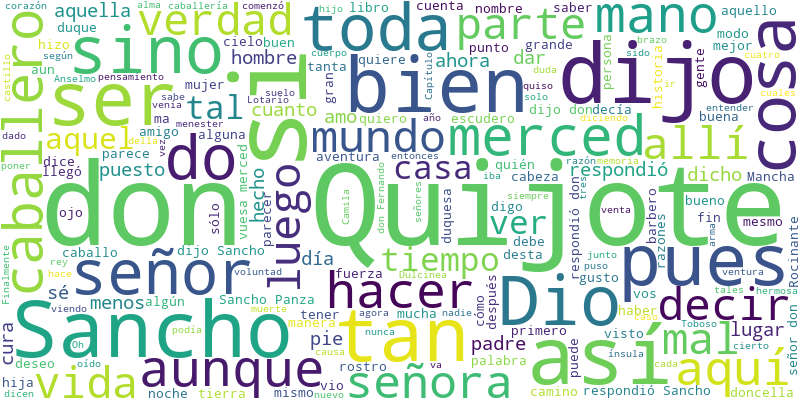 don Quijote
Sancho
si
bien
dijo
pues
tan
así
Dio
señor
ser
toda
sino
merced
hacer
cosa
caballero
aunque
señora
mundo
parte
mano
verdad
vida
luego
do
tal
casa
allí
aquí
mal
decir
tiempo
ver
aquel
aquella
duque
corazón
alma
caballería
comenzó
hijo
libro
cuenta
nombre
saber
aquello
modo
mejor
cuatro
cuales
hizo
según
aun
Anselmo
pensamiento
cielo
buen
hombre
cuerpo
quiere
punto
ahora
grande
dar
persona
brazo
sido
ir
historia
gente
castillo
mujer
sabe
venía
Lotario
suelo
tanta
gran
Capítulo
duda
quiso
solo
dijo don
decía
entender
diciendo
buena
dado
menester
ma
cuanto
amo
quiero
año
escudero
amigo
della
vez
alguna
parece
dice
llegó
puesto
poner
vuesa merced
hecho
parecer
sólo
ojo
aventura
entonces
quién
iba
cabeza
duquesa
siempre
señores
respondió
razón
memoria
tres
dicho
bueno
Mancha
venta
mesmo
fin
barbero
razones
arma
respondió don
Camila
don Fernando
digo
debe
desta
gusto
después
cómo
junto
puso
ventura
tales
hermosa
Rocinante
señor don
caballo
dijo Sancho
día
rey
hace
voluntad
Finalmente
viendo
sé
menos
algún
Sancho Panza
fuerza
Dulcinea
tener
agora
mucha
nadie
muerte
manera
podía
nunca
Oh
pie
causa
primero
padre
visto
haber
vos
caso
lugar
Toboso
cierto
cura
deseo
oído
hija
dicen
noche
tierra
mismo
vio
nuevo
rostro
va
palabra
puede
camino
ínsula
respondió Sancho
cada
doncella